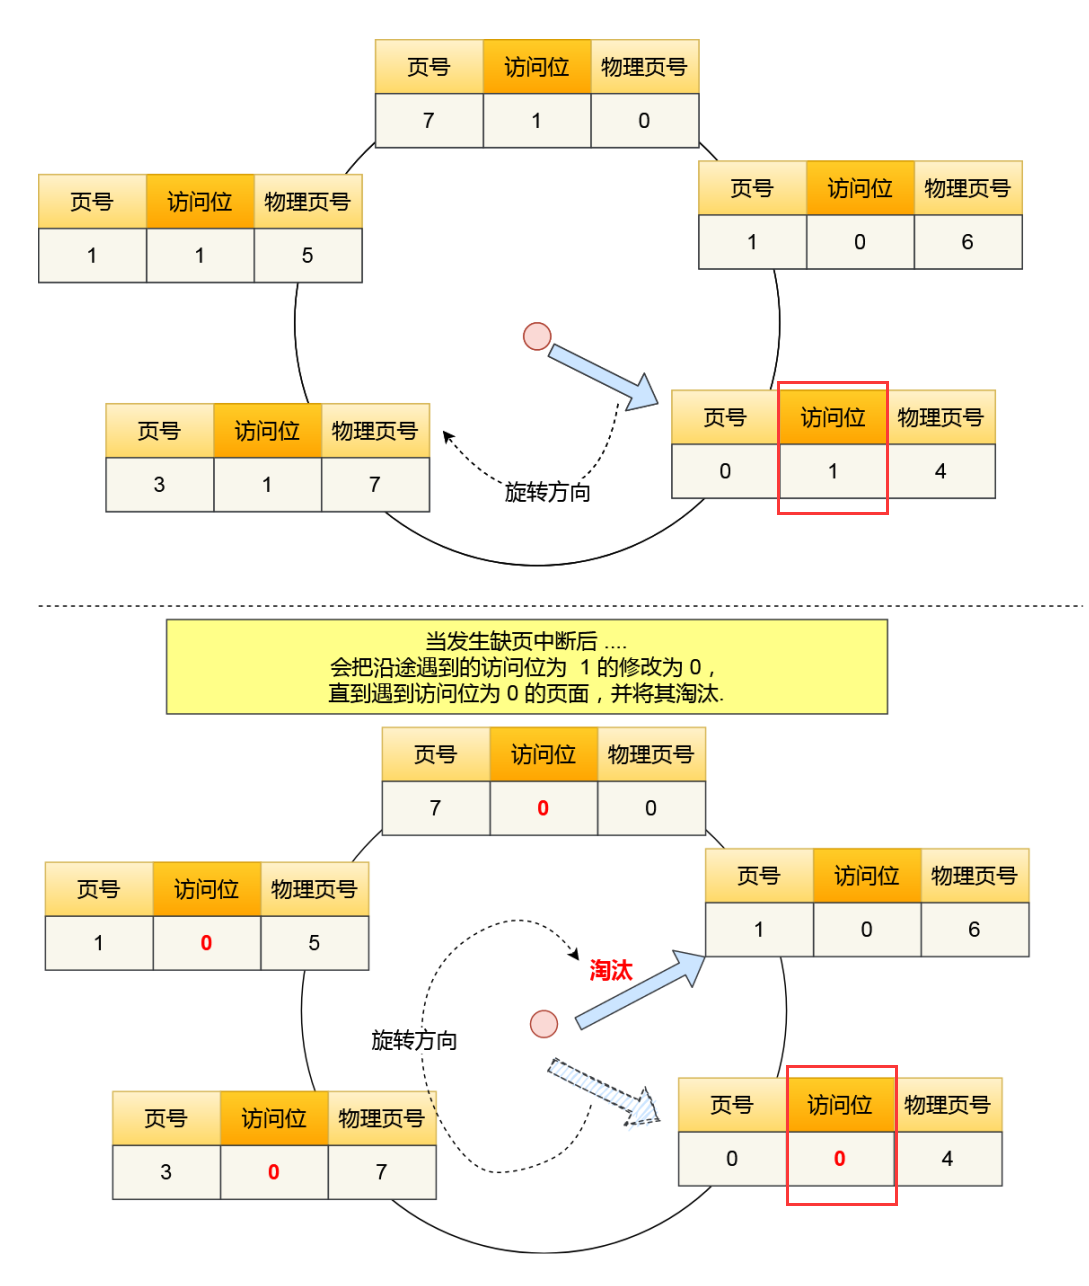 页号 访问位 物理页号
7 1 0
页号 访问位 物理页号
1 0 6
页号 访问位 物理页号
1 1 5
页号 访问位 物理页号
0 1 4
页号 访问位 物理页号
3 1 7
旋转方向
当发生缺页中断后 ....
会把沿途遇到的访问位为 1 的修改为 0，
直到遇到访问位为 0 的页面，并将其淘汰.
页号 访问位 物理页号
7 0 0
页号 访问位 物理页号
1 0 6
页号 访问位 物理页号
1 0 5
淘汰
旋转方向
页号 访问位 物理页号
0 0 4
页号 访问位 物理页号
3 0 7